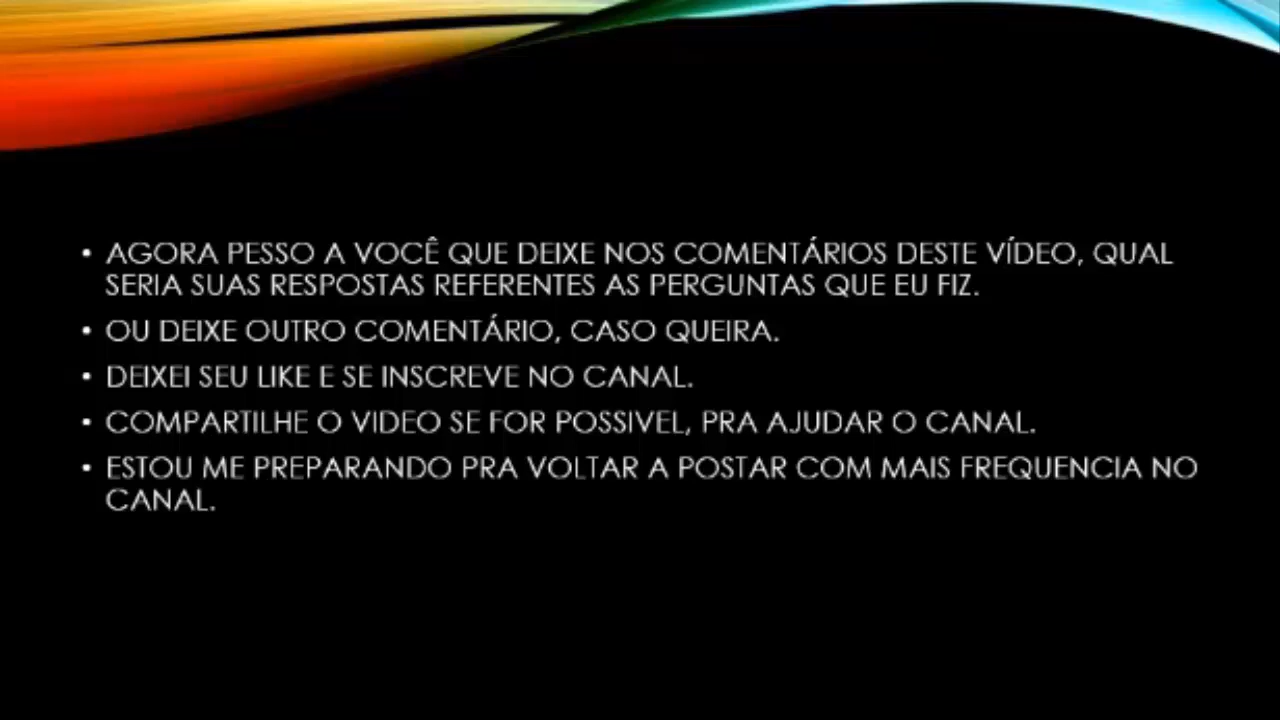 • AGORA PESSO A VOCÊ QUE DEIXE NOS COMENTÁRIOS DESTE VÍDEO, QUAL
SERIA SUAS RESPOSTAS REFERENTES AS PERGUNTAS QUE EU FIZ.
• OU DEIXE OUTRO COMENTÁRIO, CASO QUEIRA.
• DEIXEI SEU LIKE E SE INSCREVE NO CANAL.
• COMPARTILHE O VIDEO SE FOR POSSIVEL, PRA AJUDAR O CANAL.
• ESTOU ME PREPARANDO PRA VOLTAR A POSTAR COM MAIS FREQUENCIA NO
CANAL.